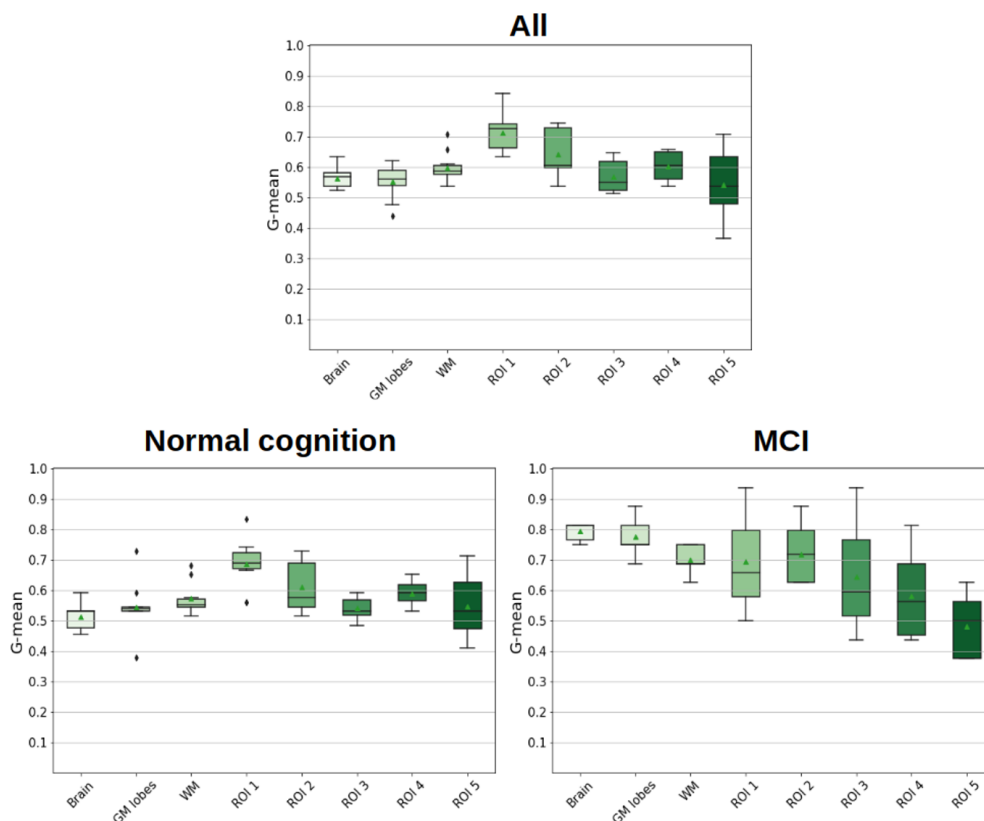 All
1.0
0.9
0.8
0.7
0.6
0.5
0.4
0.3
0.2
0.1
G-mean
Brain
GM lobes
WM
ROI 1
ROI 2
ROI 3
ROI 4
ROI 5
Normal cognition
1.0
0.9
0.8
0.7
0.6
0.5
0.4
0.3
0.2
0.1
G-mean
Brain
GM lobes
WM
ROI 1
ROI 2
ROI 3
ROI 4
ROI 5
MCI
1.0
0.9
0.8
0.7
0.6
0.5
0.4
0.3
0.2
0.1
G-mean
Brain
GM lobes
WM
ROI 1
ROI 2
ROI 3
ROI 4
ROI 5